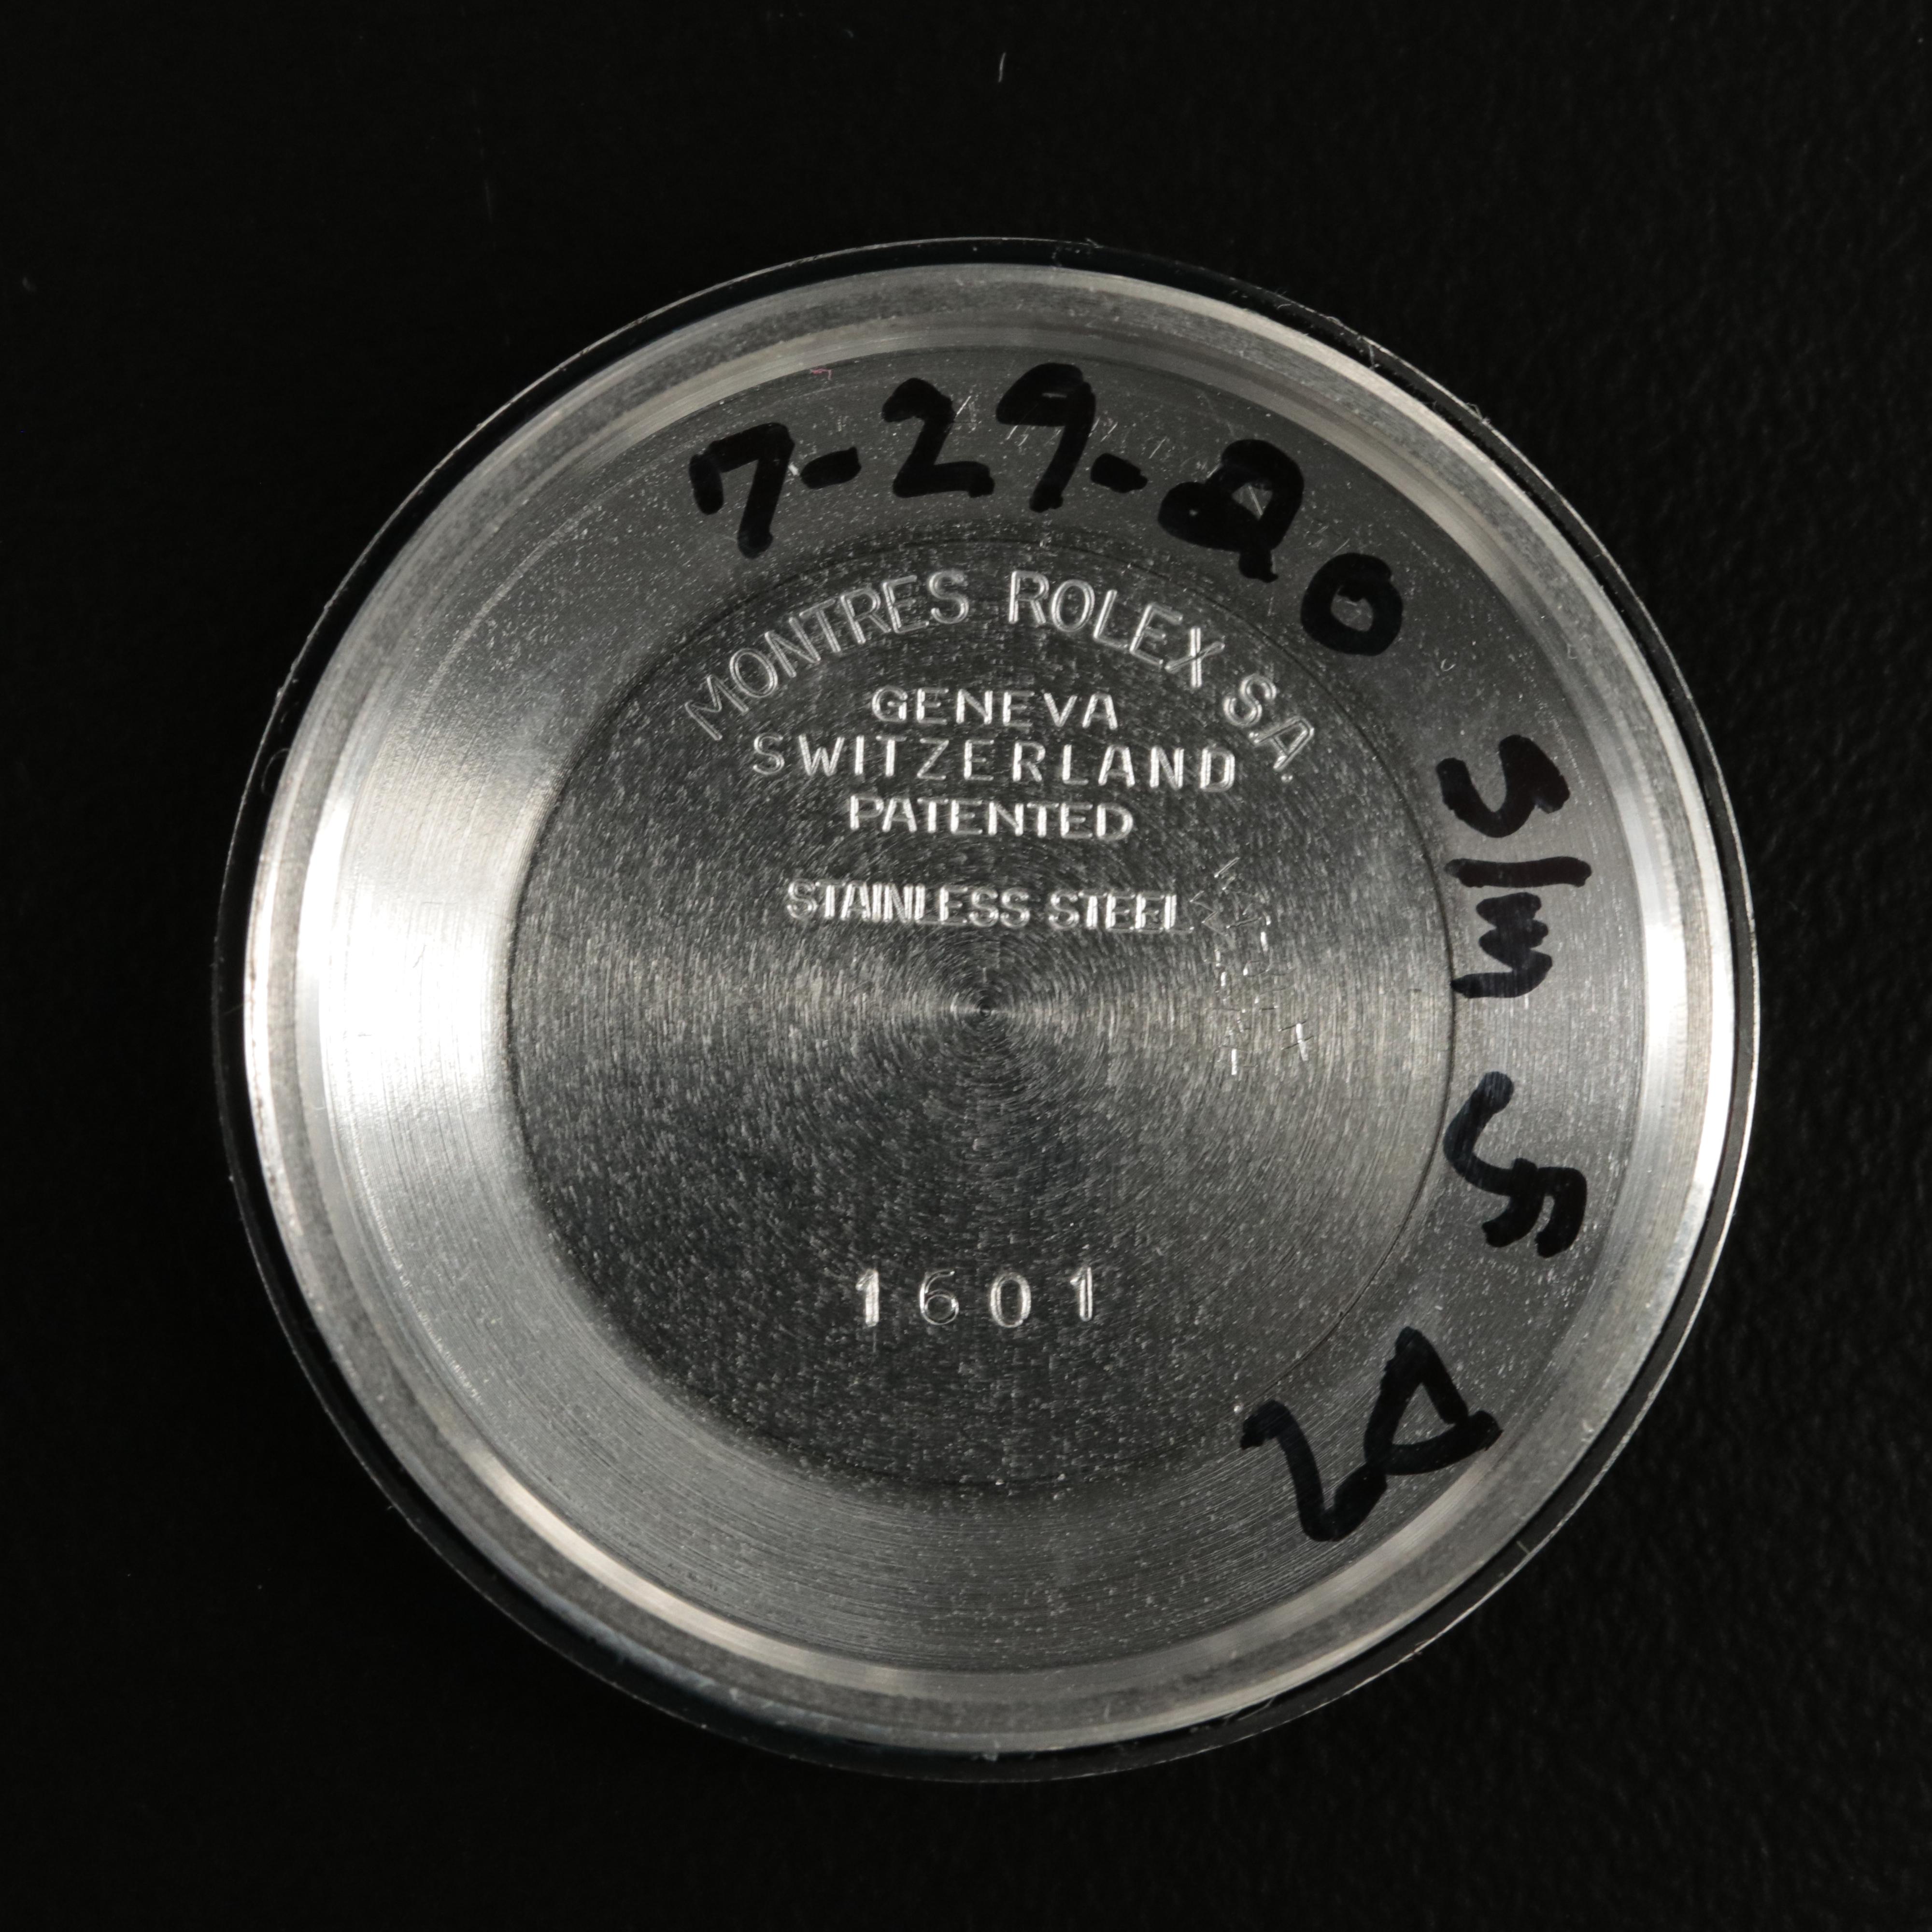 7-29-20
MONTRES ROLEX S.A.
GENEVA
SWITZERLAND
PATENTED
STAINLESS STEEL
1601